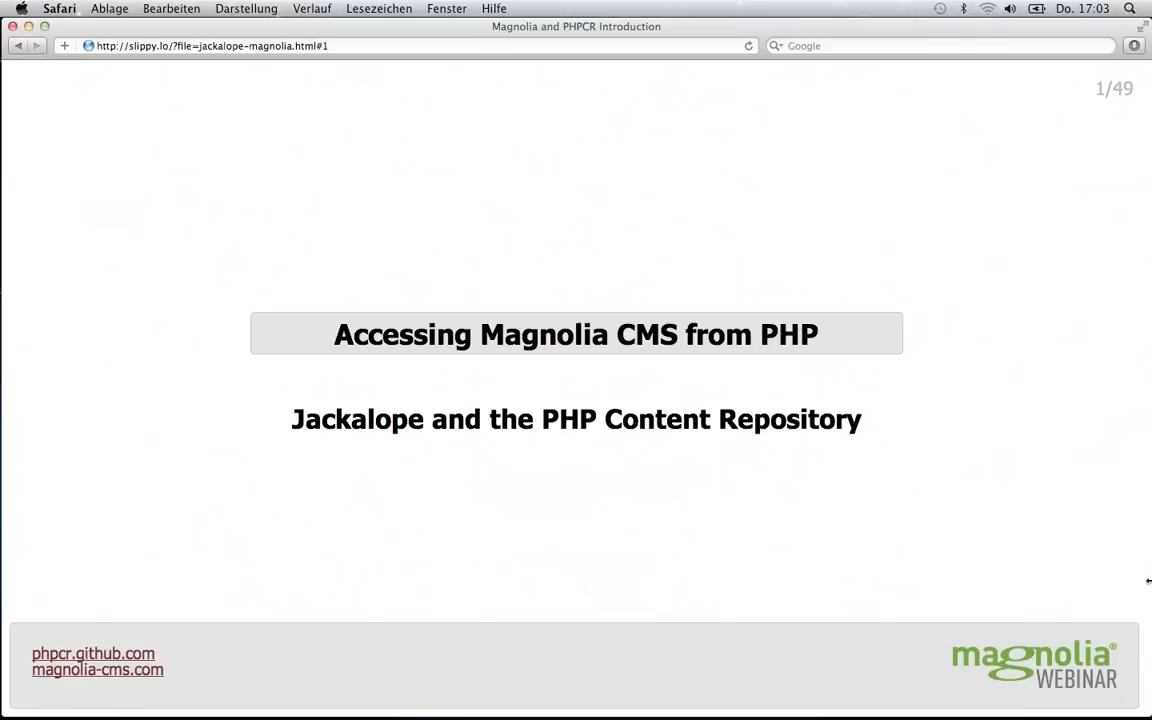 Safari Ablage Bearbeiten Darstellung Verlauf Lesezeichen Fenster Hilfe Do. 17:03
Magnolia and PHPCR Introduction
http://slippy.lo/?file=jackalope-magnolia.html#1 Google
1/49
Accessing Magnolia CMS from PHP
Jackalope and the PHP Content Repository
phpcr.github.com
magnolia-cms.com
magnolia®
WEBINAR